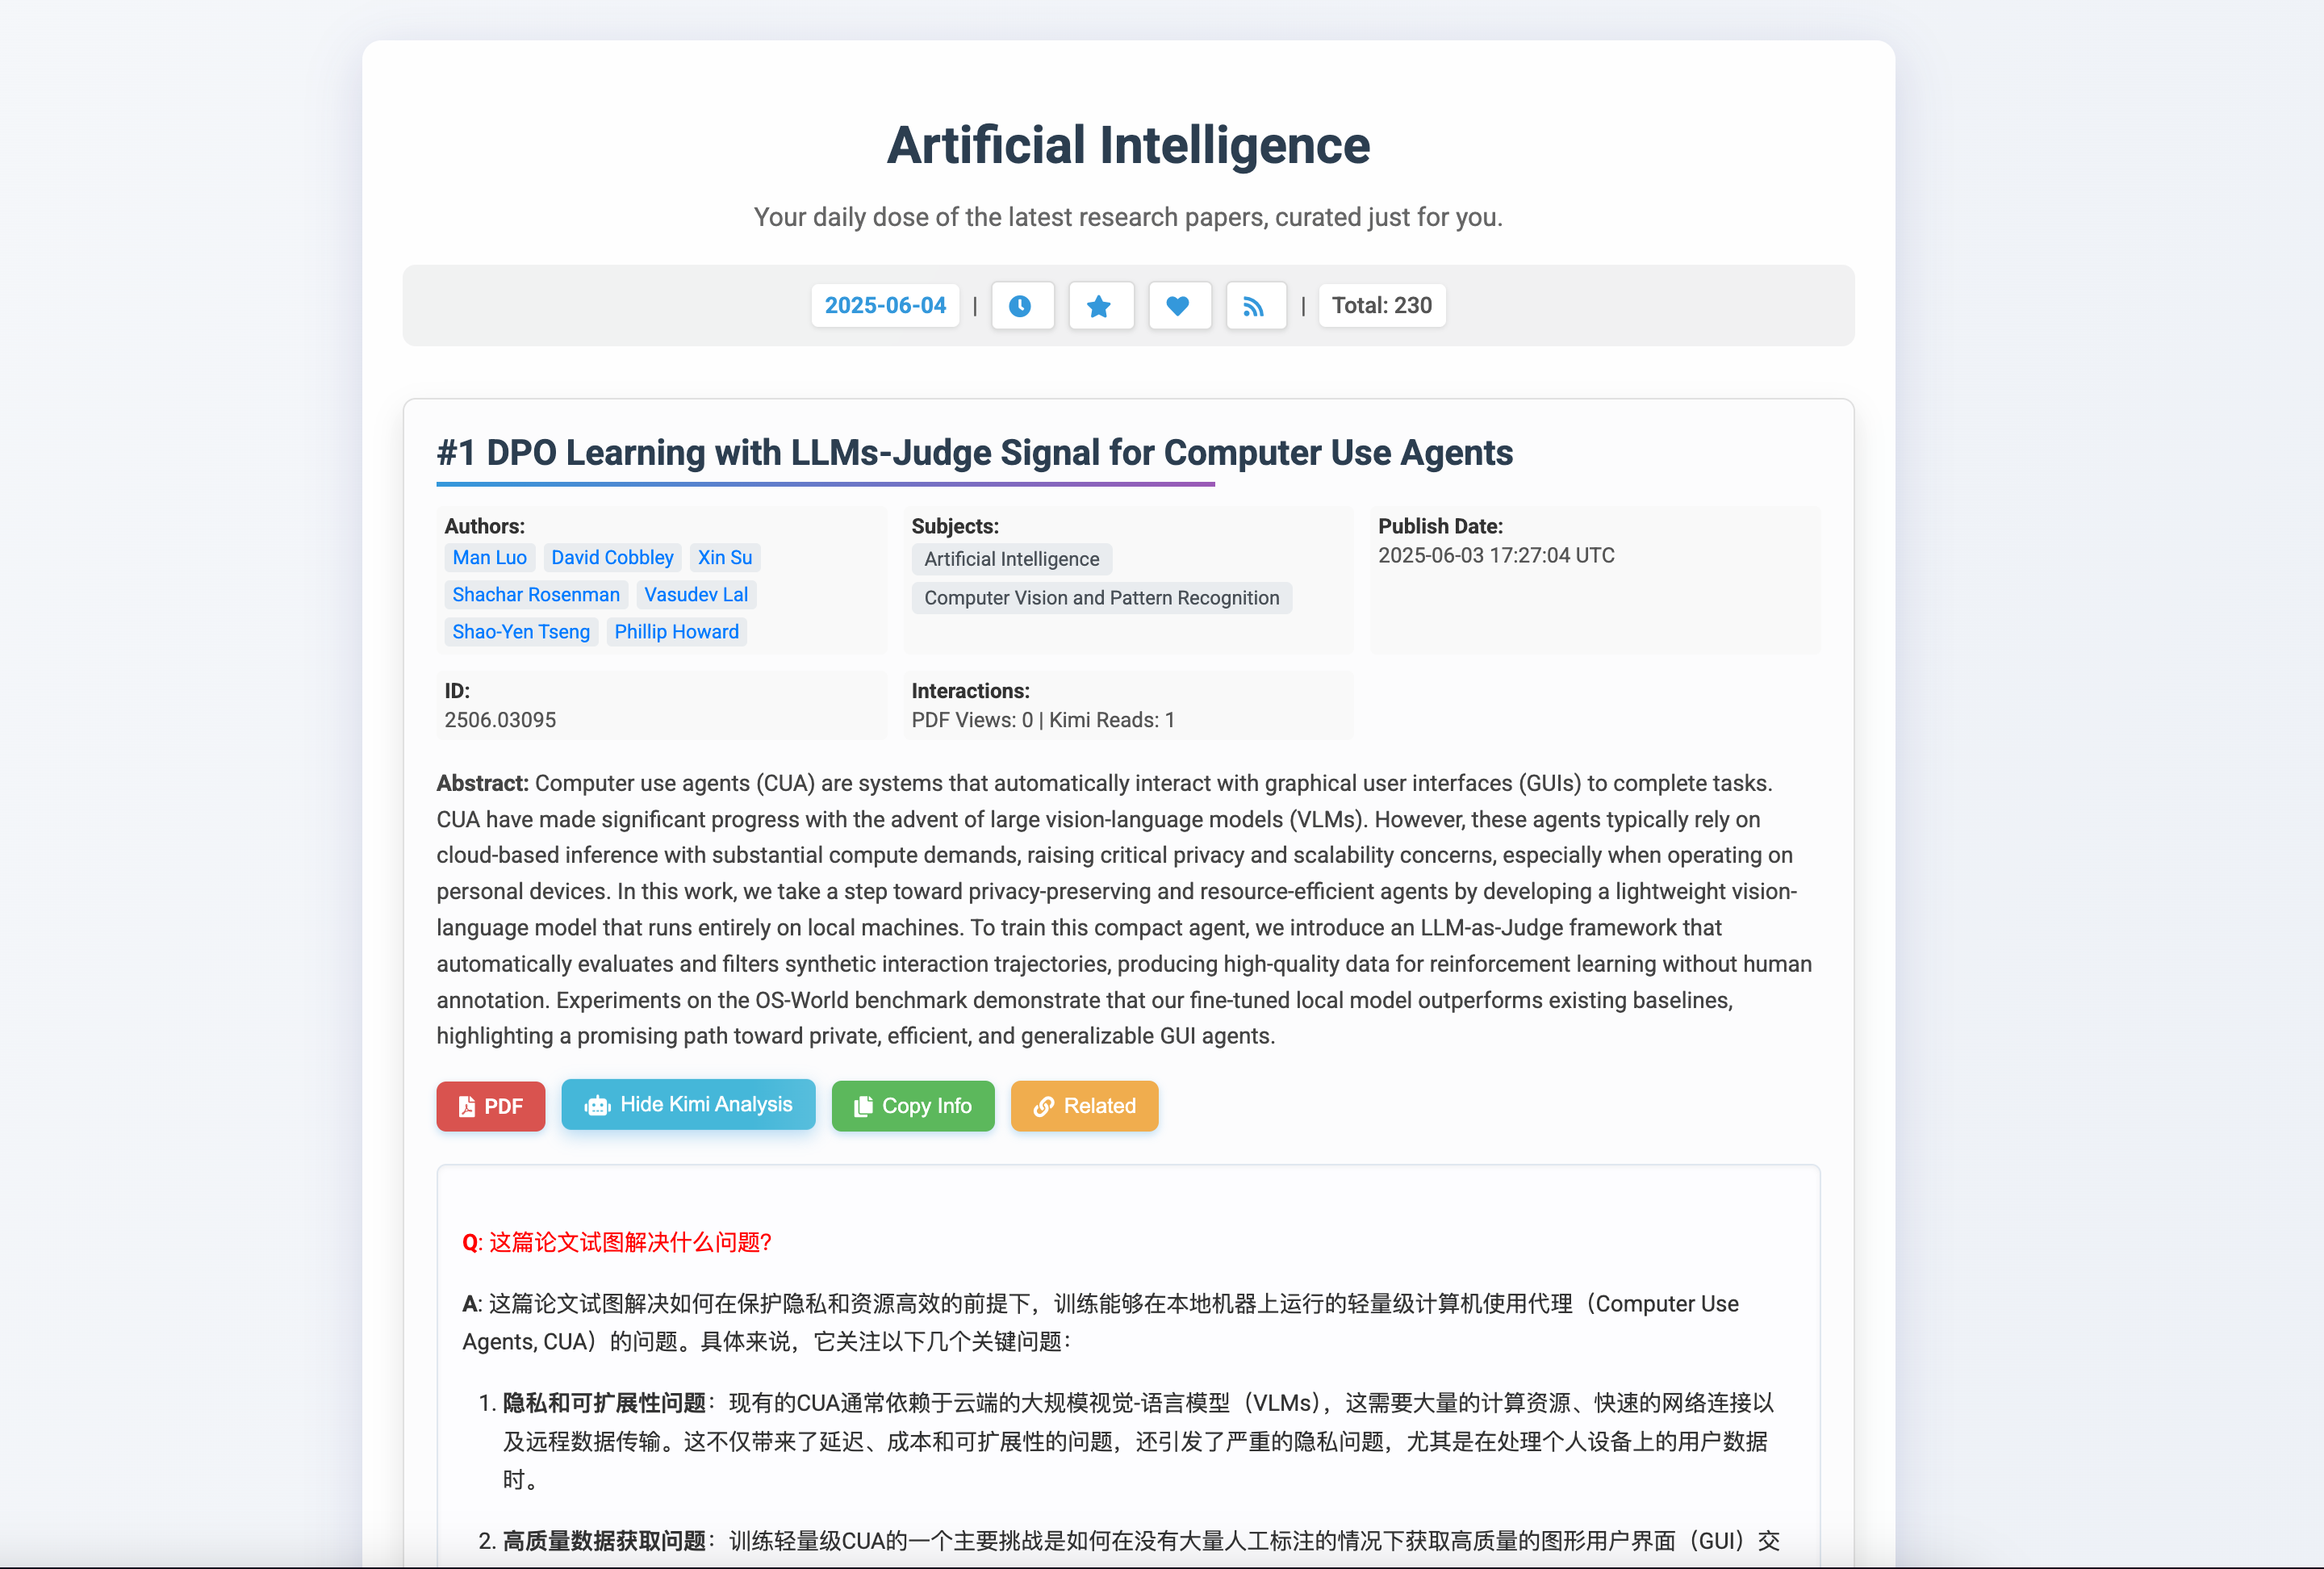 Artificial Intelligence
Your daily dose of the latest research papers, curated just for you.
2025-06-04 | | Total: 230
#1 DPO Learning with LLMs-Judge Signal for Computer Use Agents
Authors:
Man Luo David Cobbley Xin Su
Shachar Rosenman Vasudev Lal
Shao-Yen Tseng Phillip Howard
Subjects:
Artificial Intelligence
Computer Vision and Pattern Recognition
Publish Date:
2025-06-03 17:27:04 UTC
ID:
2506.03095
Interactions:
PDF Views: 0 | Kimi Reads: 1
Abstract: Computer use agents (CUA) are systems that automatically interact with graphical user interfaces (GUIs) to complete tasks.
CUA have made significant progress with the advent of large vision-language models (VLMs). However, these agents typically rely on
cloud-based inference with substantial compute demands, raising critical privacy and scalability concerns, especially when operating on
personal devices. In this work, we take a step toward privacy-preserving and resource-efficient agents by developing a lightweight vision-
language model that runs entirely on local machines. To train this compact agent, we introduce an LLM-as-Judge framework that
automatically evaluates and filters synthetic interaction trajectories, producing high-quality data for reinforcement learning without human
annotation. Experiments on the OS-World benchmark demonstrate that our fine-tuned local model outperforms existing baselines,
highlighting a promising path toward private, efficient, and generalizable GUI agents.
PDF Hide Kimi Analysis Copy Info Related
Q: 这篇论文试图解决什么问题?
A: 这篇论文试图解决如何在保护隐私和资源高效的前提下，训练能够在本地机器上运行的轻量级计算机使用代理（Computer Use
Agents, CUA）的问题。具体来说，它关注以下几个关键问题：
1. 隐私和可扩展性问题：现有的CUA通常依赖于云端的大规模视觉-语言模型（VLMs），这需要大量的计算资源、快速的网络连接以
及远程数据传输。这不仅带来了延迟、成本和可扩展性的问题，还引发了严重的隐私问题，尤其是在处理个人设备上的用户数据
时。
2. 高质量数据获取问题：训练轻量级CUA的一个主要挑战是如何在没有大量人工标注的情况下获取高质量的图形用户界面（GUI）交